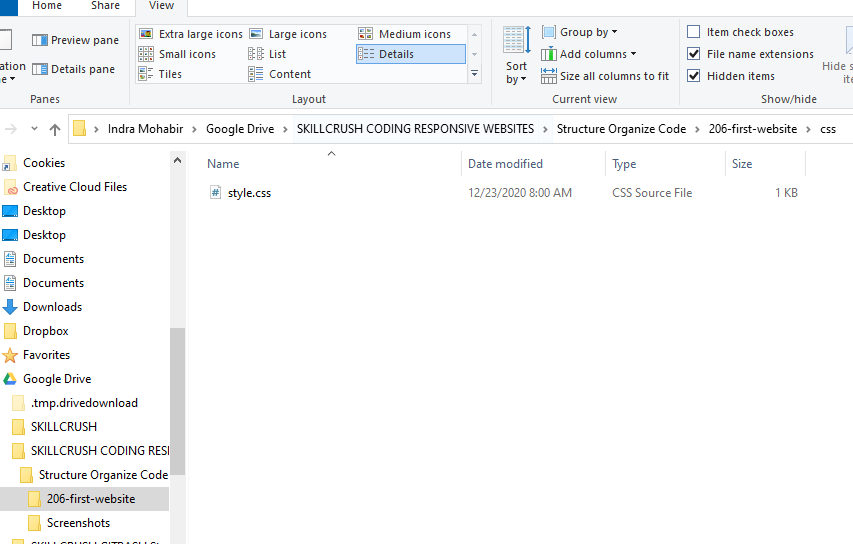 Home Share View
Preview pane
Details pane
Panes
Extra large icons Large icons Medium icons
Small icons List Details
Tiles Content
Layout
Sort
by
Group by
Add columns
Size all columns to fit
Current view
Item check boxes
File name extensions
Hidden items
Hide
Show/hide
Indra Mohabir Google Drive SKILLCRUSH CODING RESPONSIVE WEBSITES Structure Organize Code 206-first-website css
Cookies
Creative Cloud Files
Desktop
Desktop
Documents
Documents
Downloads
Dropbox
Favorites
Google Drive
.tmp.drivedownload
SKILLCRUSH
SKILLCRUSH CODING RESI
Structure Organize Code
206-first-website
Screenshots
Name Date modified Type Size
style.css 12/23/2020 8:00 AM CSS Source File 1 KB